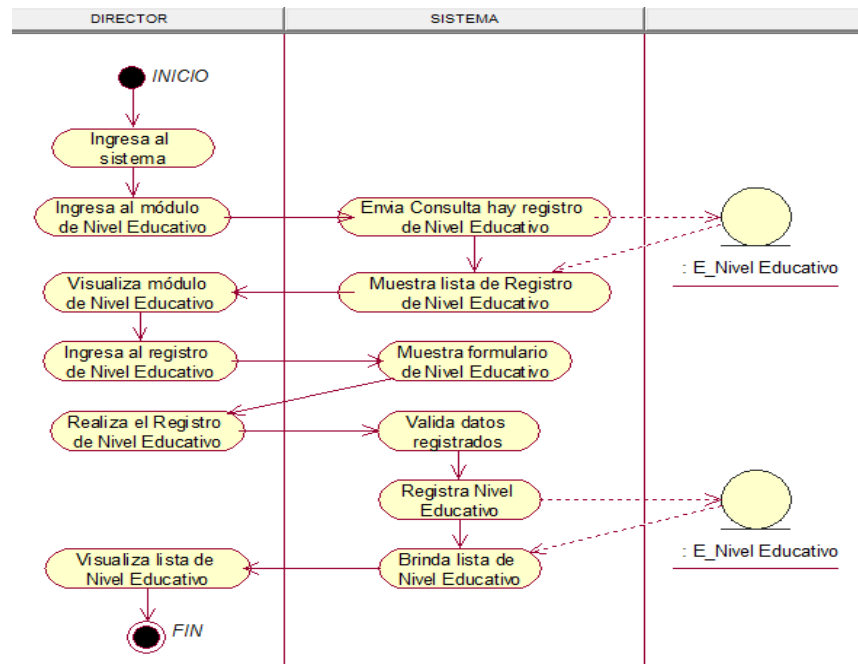 DIRECTOR
SISTEMA
INICIO
Ingresa al
sistema
Ingresa al módulo
de Nivel Educativo
Envia Consulta hay registro
de Nivel Educativo
: E_Nivel Educativo
Visualiza módulo
de Nivel Educativo
Muestra lista de Registro
de Nivel Educativo
Ingresa al registro
de Nivel Educativo
Muestra formulario
de Nivel Educativo
Realiza el Registro
de Nivel Educativo
Valida datos
registrados
Registra Nivel
Educativo
: E_Nivel Educativo
Visualiza lista de
Nivel Educativo
Brinda lista de
Nivel Educativo
FIN